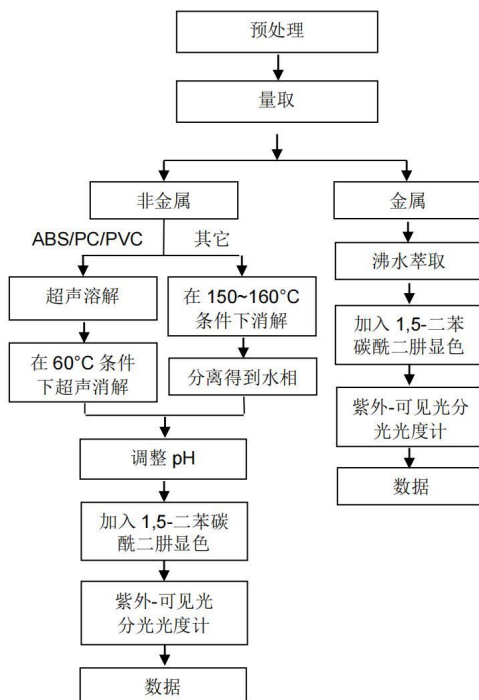 预处理
量取
非金属
金属
ABS/PC/PVC
其它
沸水萃取
超声溶解
在 150~160°C
条件下消解
加入 1,5-二苯
碳酰二肼显色
在 60°C 条件
下超声消解
分离得到水相
紫外-可见光分
光光度计
调整 pH
数据
加入 1,5-二苯碳
酰二肼显色
紫外-可见光
分光光度计
数据